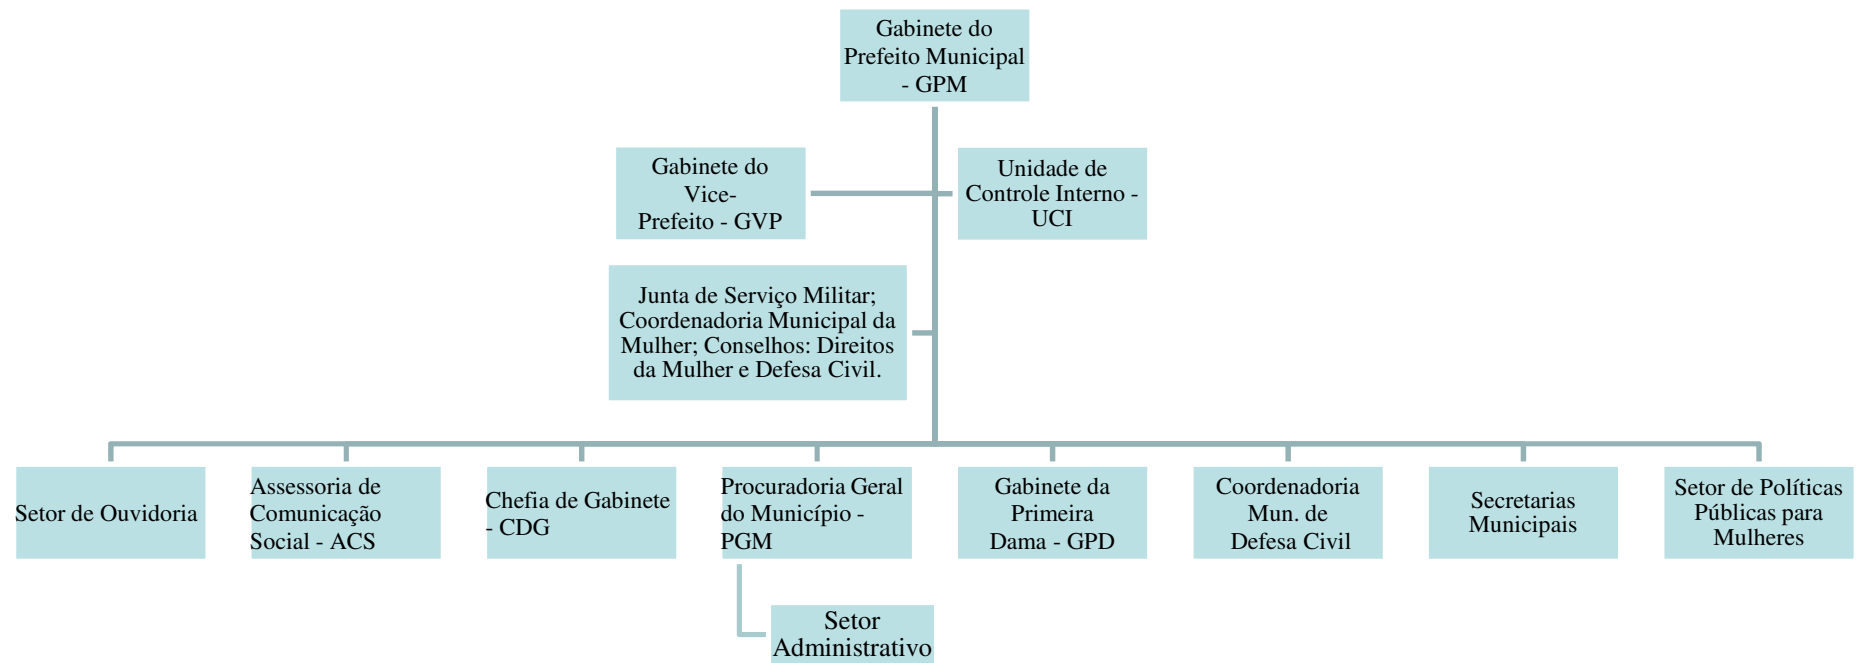 Gabinete do
Prefeito Municipal
- GPM
Gabinete do
Vice-
Prefeito - GVP
Unidade de
Controle Interno -
UCI
Junta de Serviço Militar;
Coordenadoria Municipal da
Mulher; Conselhos: Direitos
da Mulher e Defesa Civil.
Setor de Ouvidoria
Assessoria de
Comunicação
Social - ACS
Chefia de Gabinete
- CDG
Procuradoria Geral
do Município -
PGM
Gabinete da
Primeira
Dama - GPD
Coordenadoria
Mun. de
Defesa Civil
Secretarias
Municipais
Setor de Políticas
Públicas para
Mulheres
Setor
Administrativo